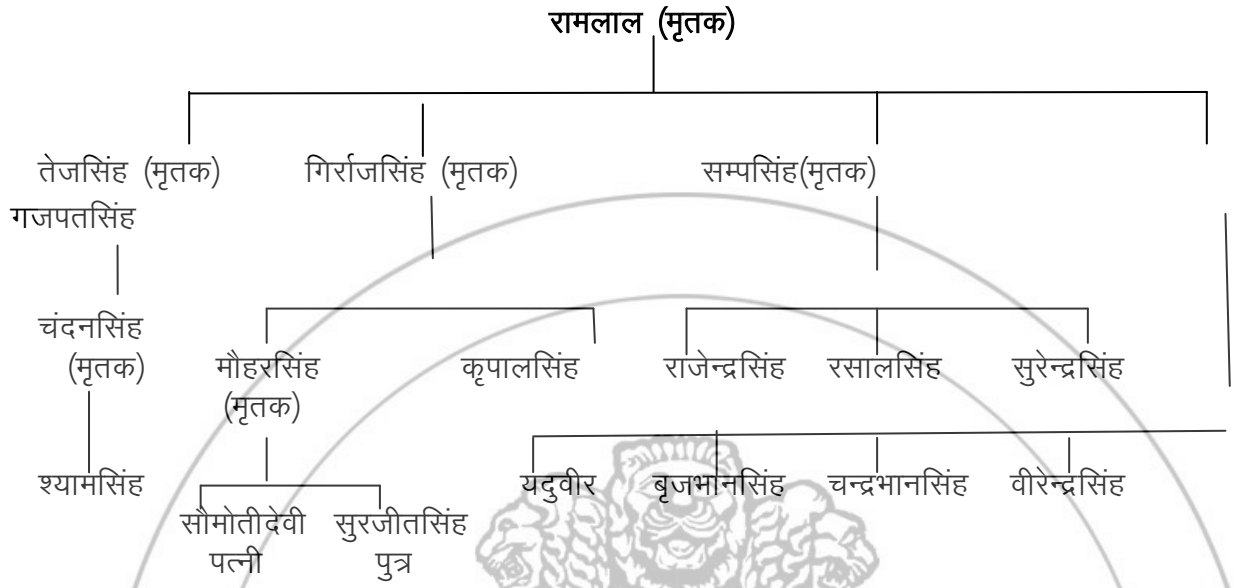 रामलाल (मृतक)
तेजसिंह (मृतक) गिर्राजसिंह (मृतक) सम्पसिंह(मृतक)
गजपतसिंह
चंदनसिंह
(मृतक) मौहरसिंह कृपालसिंह राजेन्द्रसिंह रसालसिंह सुरेन्द्रसिंह
(मृतक)
श्यामसिंह यदुवीर बृजभानसिंह चन्द्रभानसिंह वीरेन्द्रसिंह
सौमोतीदेवी सुरजीतसिंह
पत्नी पुत्र